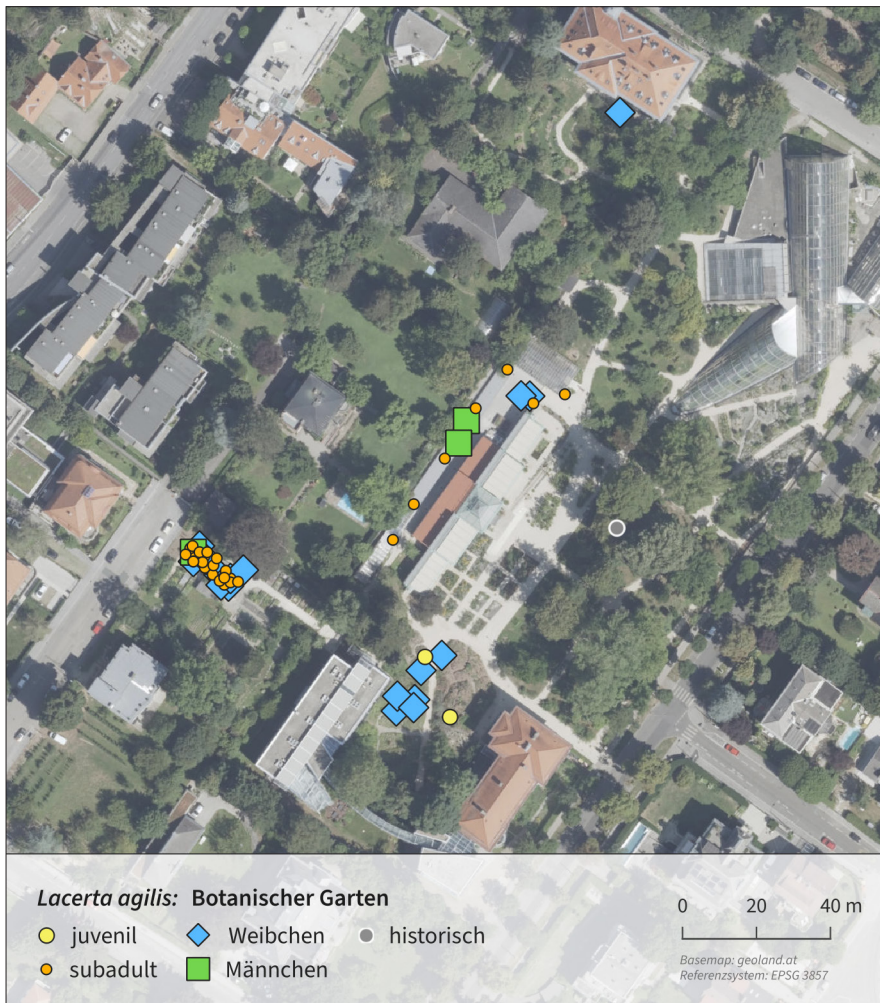 Lacerta agilis: Botanischer Garten
juvenil Weibchen historisch
subadult Männchen
0 20 40 m
Basemap: geoland.at
Referenzsystem: EPSG 3857